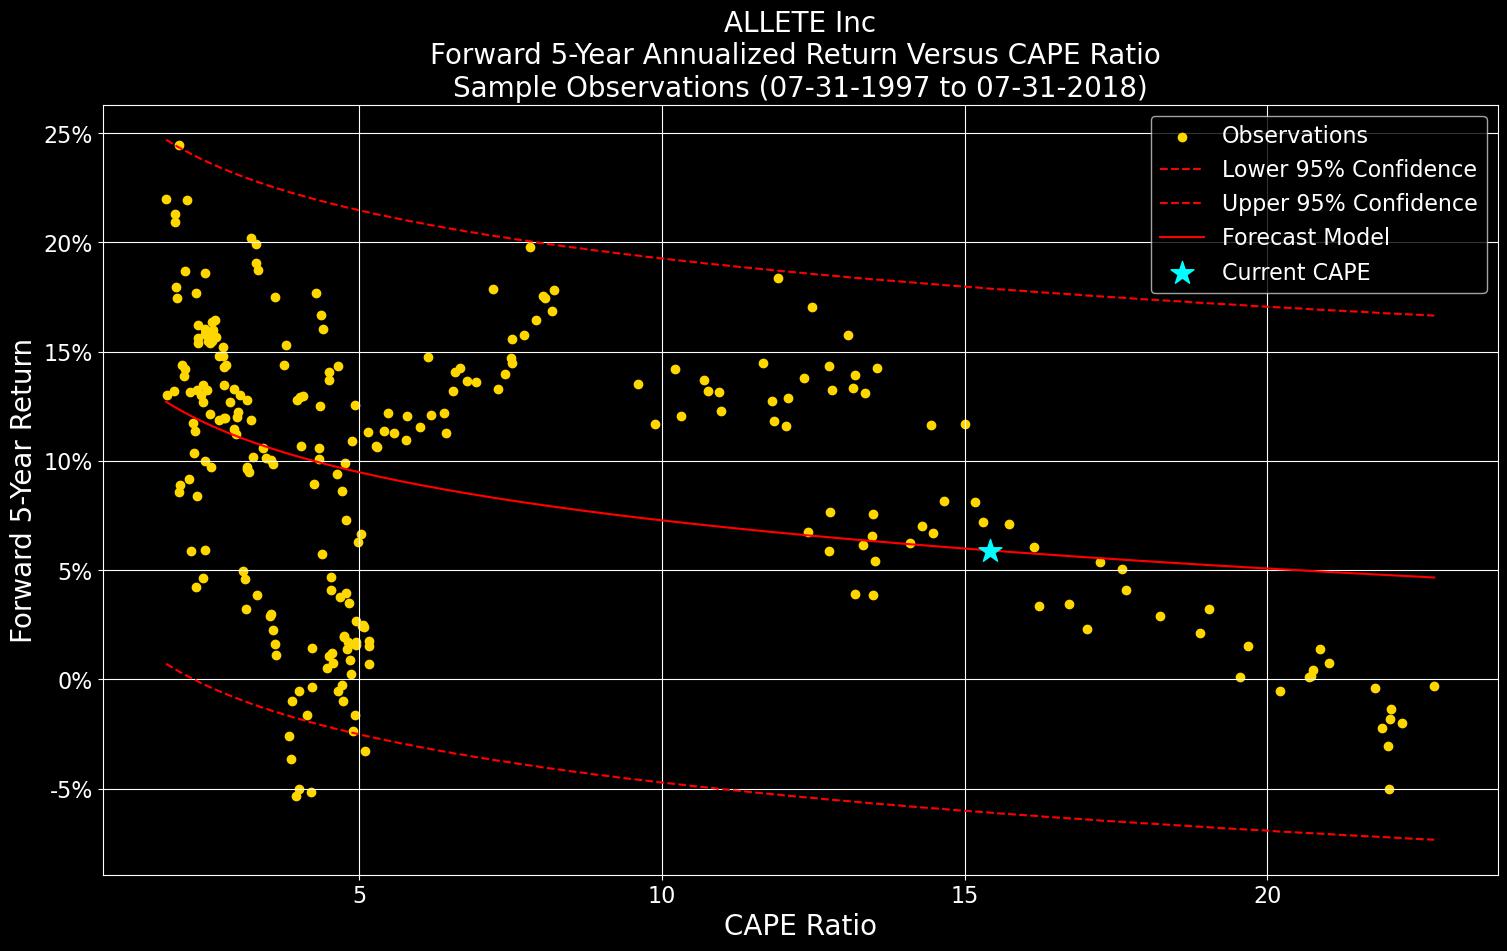 ALLETE Inc
Forward 5-Year Annualized Return Versus CAPE Ratio
Sample Observations (07-31-1997 to 07-31-2018)
Observations
Lower 95% Confidence
Upper 95% Confidence
Forecast Model
Current CAPE
Forward 5-Year Return
25%
20%
15%
10%
5%
0%
-5%
5
10
15
20
CAPE Ratio